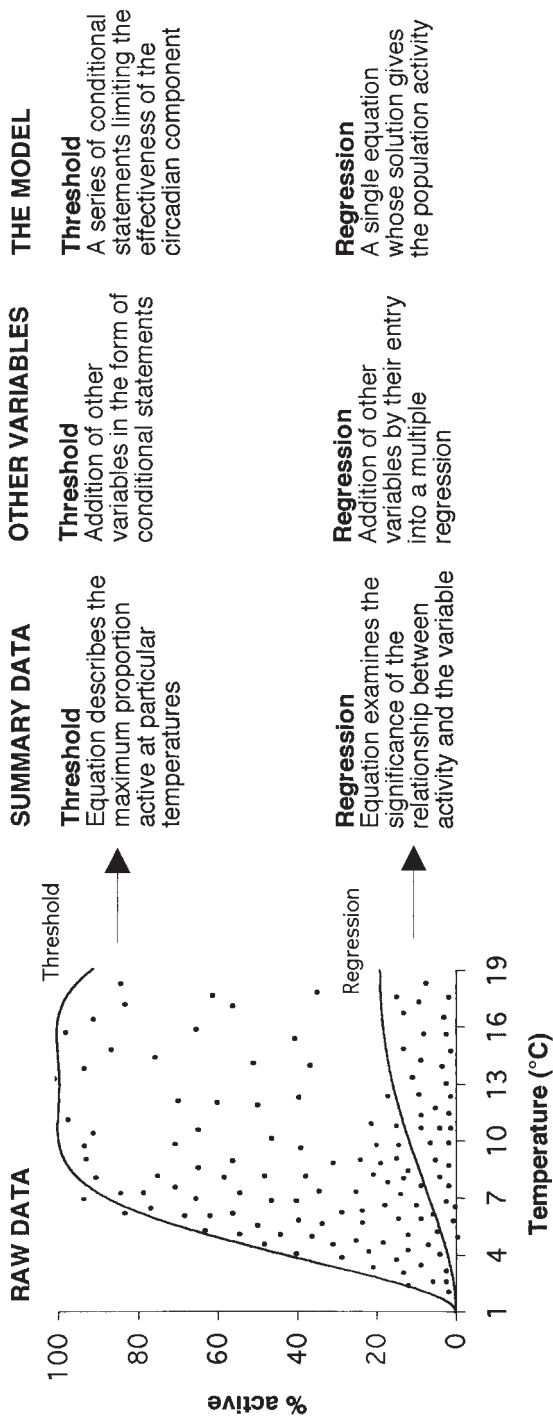 RAW DATA
SUMMARY DATA
OTHER VARIABLES
THE MODEL
% active
100
80
60
40
20
0
1
4
7
10
13
16
19
Temperature (°C)
Threshold
Regression
Threshold
Equation describes the
maximum proportion
active at particular
temperatures
Threshold
Addition of other
variables in the form of
conditional statements
Threshold
A series of conditional
statements limiting the
effectiveness of the
circadian component
Regression
Equation examines the
significance of the
relationship between
activity and the variable
Regression
Addition of other
variables by their entry
into a multiple
regression
Regression
A single equation
whose solution gives
the population activity